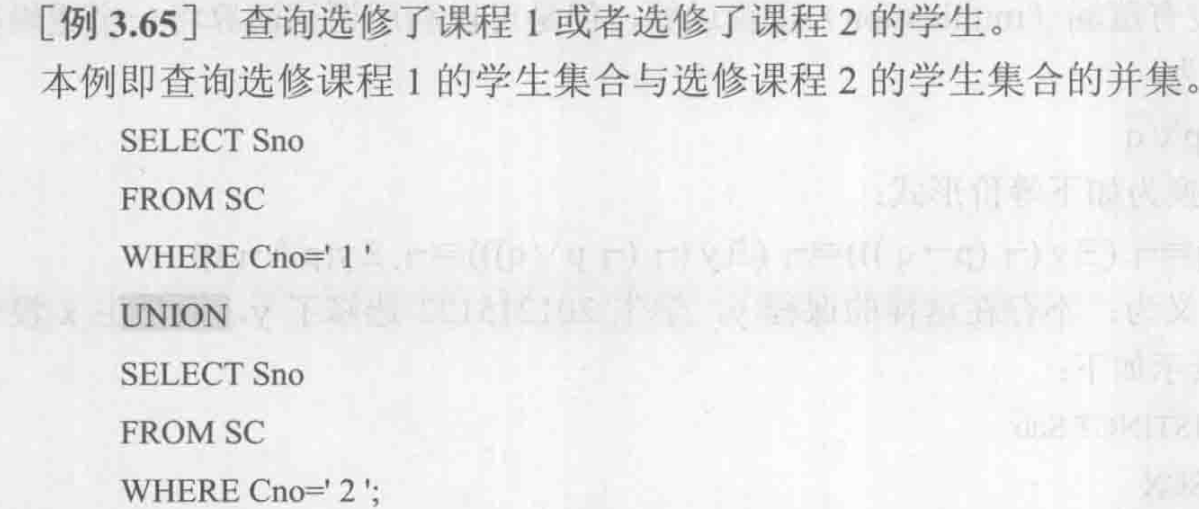 ［例 3.65］ 查询选修了课程 1 或者选修了课程 2 的学生。
本例即查询选修课程 1 的学生集合与选修课程 2 的学生集合的并集。
SELECT Sno
FROM SC
WHERE Cno=' 1 '
UNION
SELECT Sno
FROM SC
WHERE Cno=' 2 ';